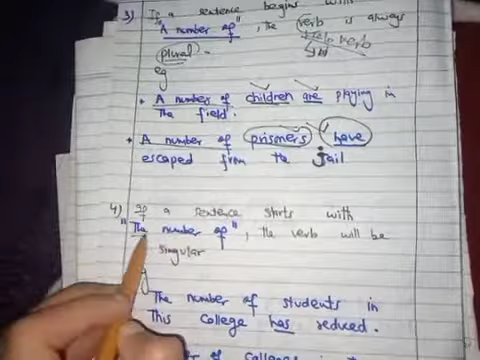 3) If a sentence begins with
"A number of", the verb is always
plural.
eg
* A number of children are playing in
the field.
* A number of prisoners have
escaped from the jail
4) If a sentence starts with
"The number of", the verb will be
singular
The number of students in
This College has reduced.